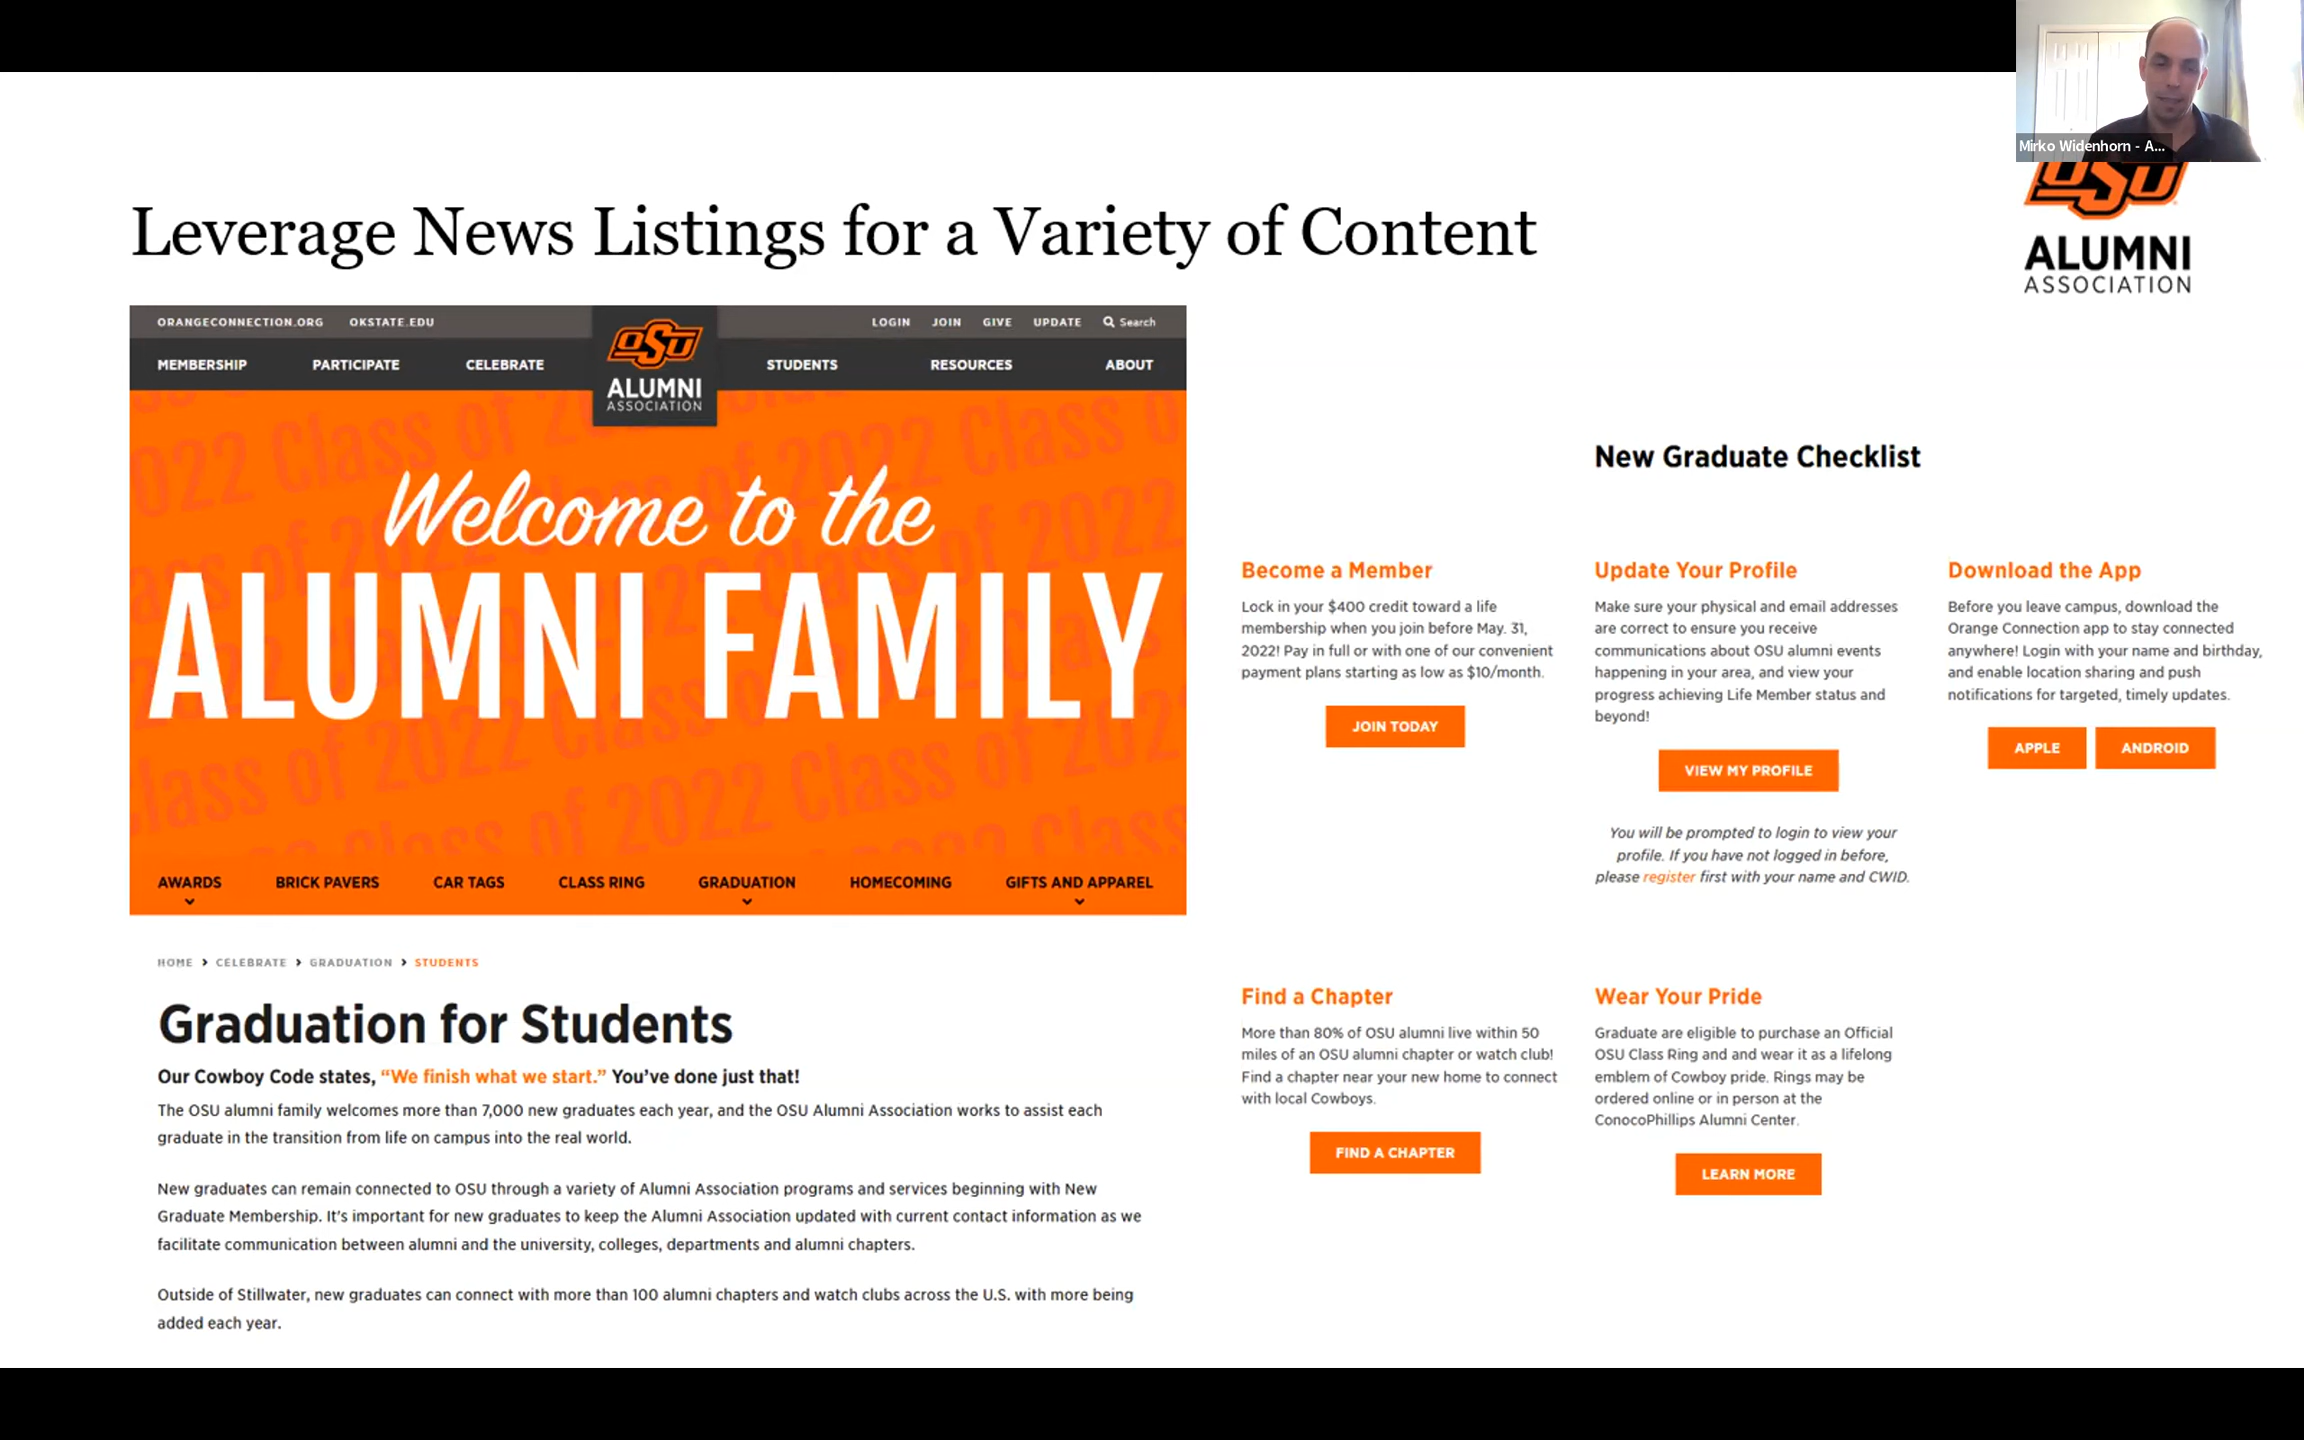 Mirko Widenhorn - A...
OSU
ALUMNI
ASSOCIATION
Leverage News Listings for a Variety of Content
ORANGECONNECTION.ORG OKSTATE.EDU
LOGIN JOIN GIVE UPDATE Search
MEMBERSHIP PARTICIPATE CELEBRATE
OSU
ALUMNI
ASSOCIATION
STUDENTS RESOURCES ABOUT
Welcome to the
ALUMNI FAMILY
AWARDS BRICK PAVERS CAR TAGS CLASS RING GRADUATION HOMECOMING GIFTS AND APPAREL
HOME > CELEBRATE > GRADUATION > STUDENTS
Graduation for Students
Our Cowboy Code states, “We finish what we start.” You’ve done just that!
The OSU alumni family welcomes more than 7,000 new graduates each year, and the OSU Alumni Association works to assist each
graduate in the transition from life on campus into the real world.
New graduates can remain connected to OSU through a variety of Alumni Association programs and services beginning with New
Graduate Membership. It’s important for new graduates to keep the Alumni Association updated with current contact information as we
facilitate communication between alumni and the university, colleges, departments and alumni chapters.
Outside of Stillwater, new graduates can connect with more than 100 alumni chapters and watch clubs across the U.S. with more being
added each year.
New Graduate Checklist
Become a Member
Lock in your $400 credit toward a life
membership when you join before May. 31,
2022! Pay in full or with one of our convenient
payment plans starting as low as $10/month.
JOIN TODAY
Update Your Profile
Make sure your physical and email addresses
are correct to ensure you receive
communications about OSU alumni events
happening in your area, and view your
progress achieving Life Member status and
beyond!
VIEW MY PROFILE
You will be prompted to login to view your
profile. If you have not logged in before,
please register first with your name and CWID.
Download the App
Before you leave campus, download the
Orange Connection app to stay connected
anywhere! Login with your name and birthday,
and enable location sharing and push
notifications for targeted, timely updates.
APPLE ANDROID
Find a Chapter
More than 80% of OSU alumni live within 50
miles of an OSU alumni chapter or watch club!
Find a chapter near your new home to connect
with local Cowboys.
FIND A CHAPTER
Wear Your Pride
Graduate are eligible to purchase an Official
OSU Class Ring and and wear it as a lifelong
emblem of Cowboy pride. Rings may be
ordered online or in person at the
ConocoPhillips Alumni Center.
LEARN MORE